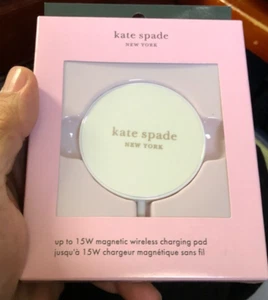 kate spade
NEW YORK
kate spade
NEW YORK
up to 15W magnetic wireless charging pad
jusqu'à 15W chargeur magnétique sans fil